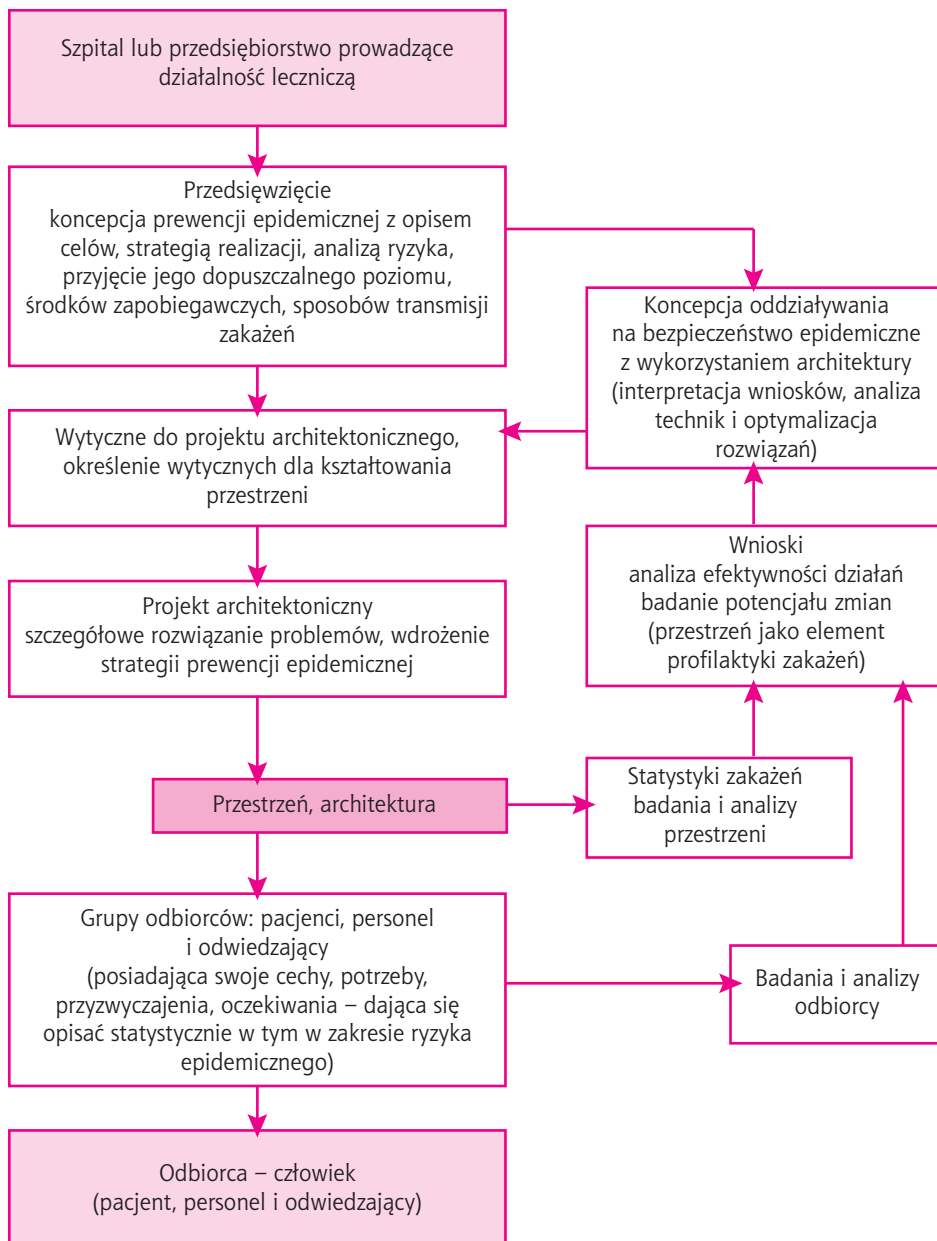 Szpital lub przedsiębiorstwo prowadzące
działalność leczniczą
Przedsięwzięcie
koncepcja prewencji epidemicznej z opisem
celów, strategią realizacji, analizą ryzyka,
przyjęcie jego dopuszczalnego poziomu,
środków zapobiegawczych, sposobów transmisji
zakażeń
Koncepcja oddziaływania
na bezpieczeństwo epidemiczne
z wykorzystaniem architektury
(interpretacja wniosków, analiza
technik i optymalizacja
rozwiązań)
Wytyczne do projektu architektonicznego,
określenie wytycznych dla kształtowania
przestrzeni
Wnioski
analiza efektywności działań
badanie potencjału zmian
(przestrzeń jako element
profilaktyki zakażeń)
Projekt architektoniczny
szczegółowe rozwiązanie problemów, wdrożenie
strategii prewencji epidemicznej
Przestrzeń, architektura
Statystyki zakażeń
badania i analizy
przestrzeni
Grupy odbiorców: pacjenci, personel
i odwiedzający
(posiadająca swoje cechy, potrzeby,
przyzwyczajenia, oczekiwania – dająca się
opisać statystycznie w tym w zakresie ryzyka
epidemicznego)
Badania i analizy
odbiorcy
Odbiorca – człowiek
(pacjent, personel i odwiedzający)